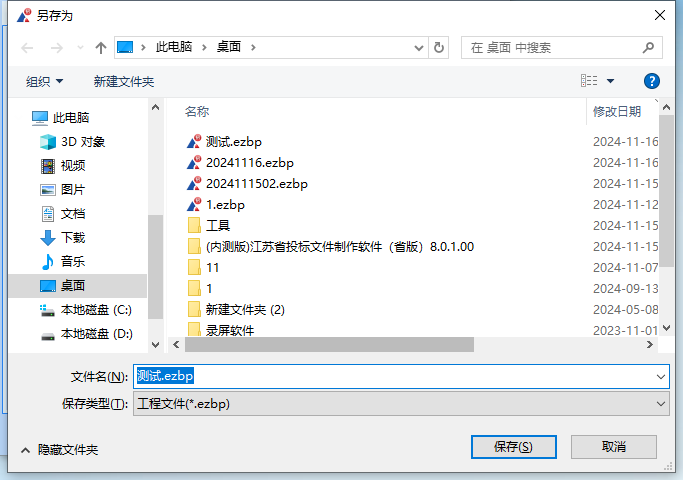 另存为
此电脑 桌面
在 桌面 中搜索
组织 新建文件夹
名称 修改日期
此电脑
3D 对象
视频
图片
文档
下载
音乐
桌面
本地磁盘 (C:)
本地磁盘 (D:)
测试.ezbp 2024-11-16
20241116.ezbp 2024-11-16
2024111502.ezbp 2024-11-15
1.ezbp 2024-11-12
工具 2024-11-15
(内测版)江苏省投标文件制作软件（省版）8.0.1.00 2024-11-15
11 2024-11-07
1 2024-09-13
新建文件夹 (2) 2024-05-08
录屏软件 2023-11-01
文件名(N): 测试.ezbp
保存类型(T): 工程文件(*.ezbp)
隐藏文件夹
保存(S) 取消